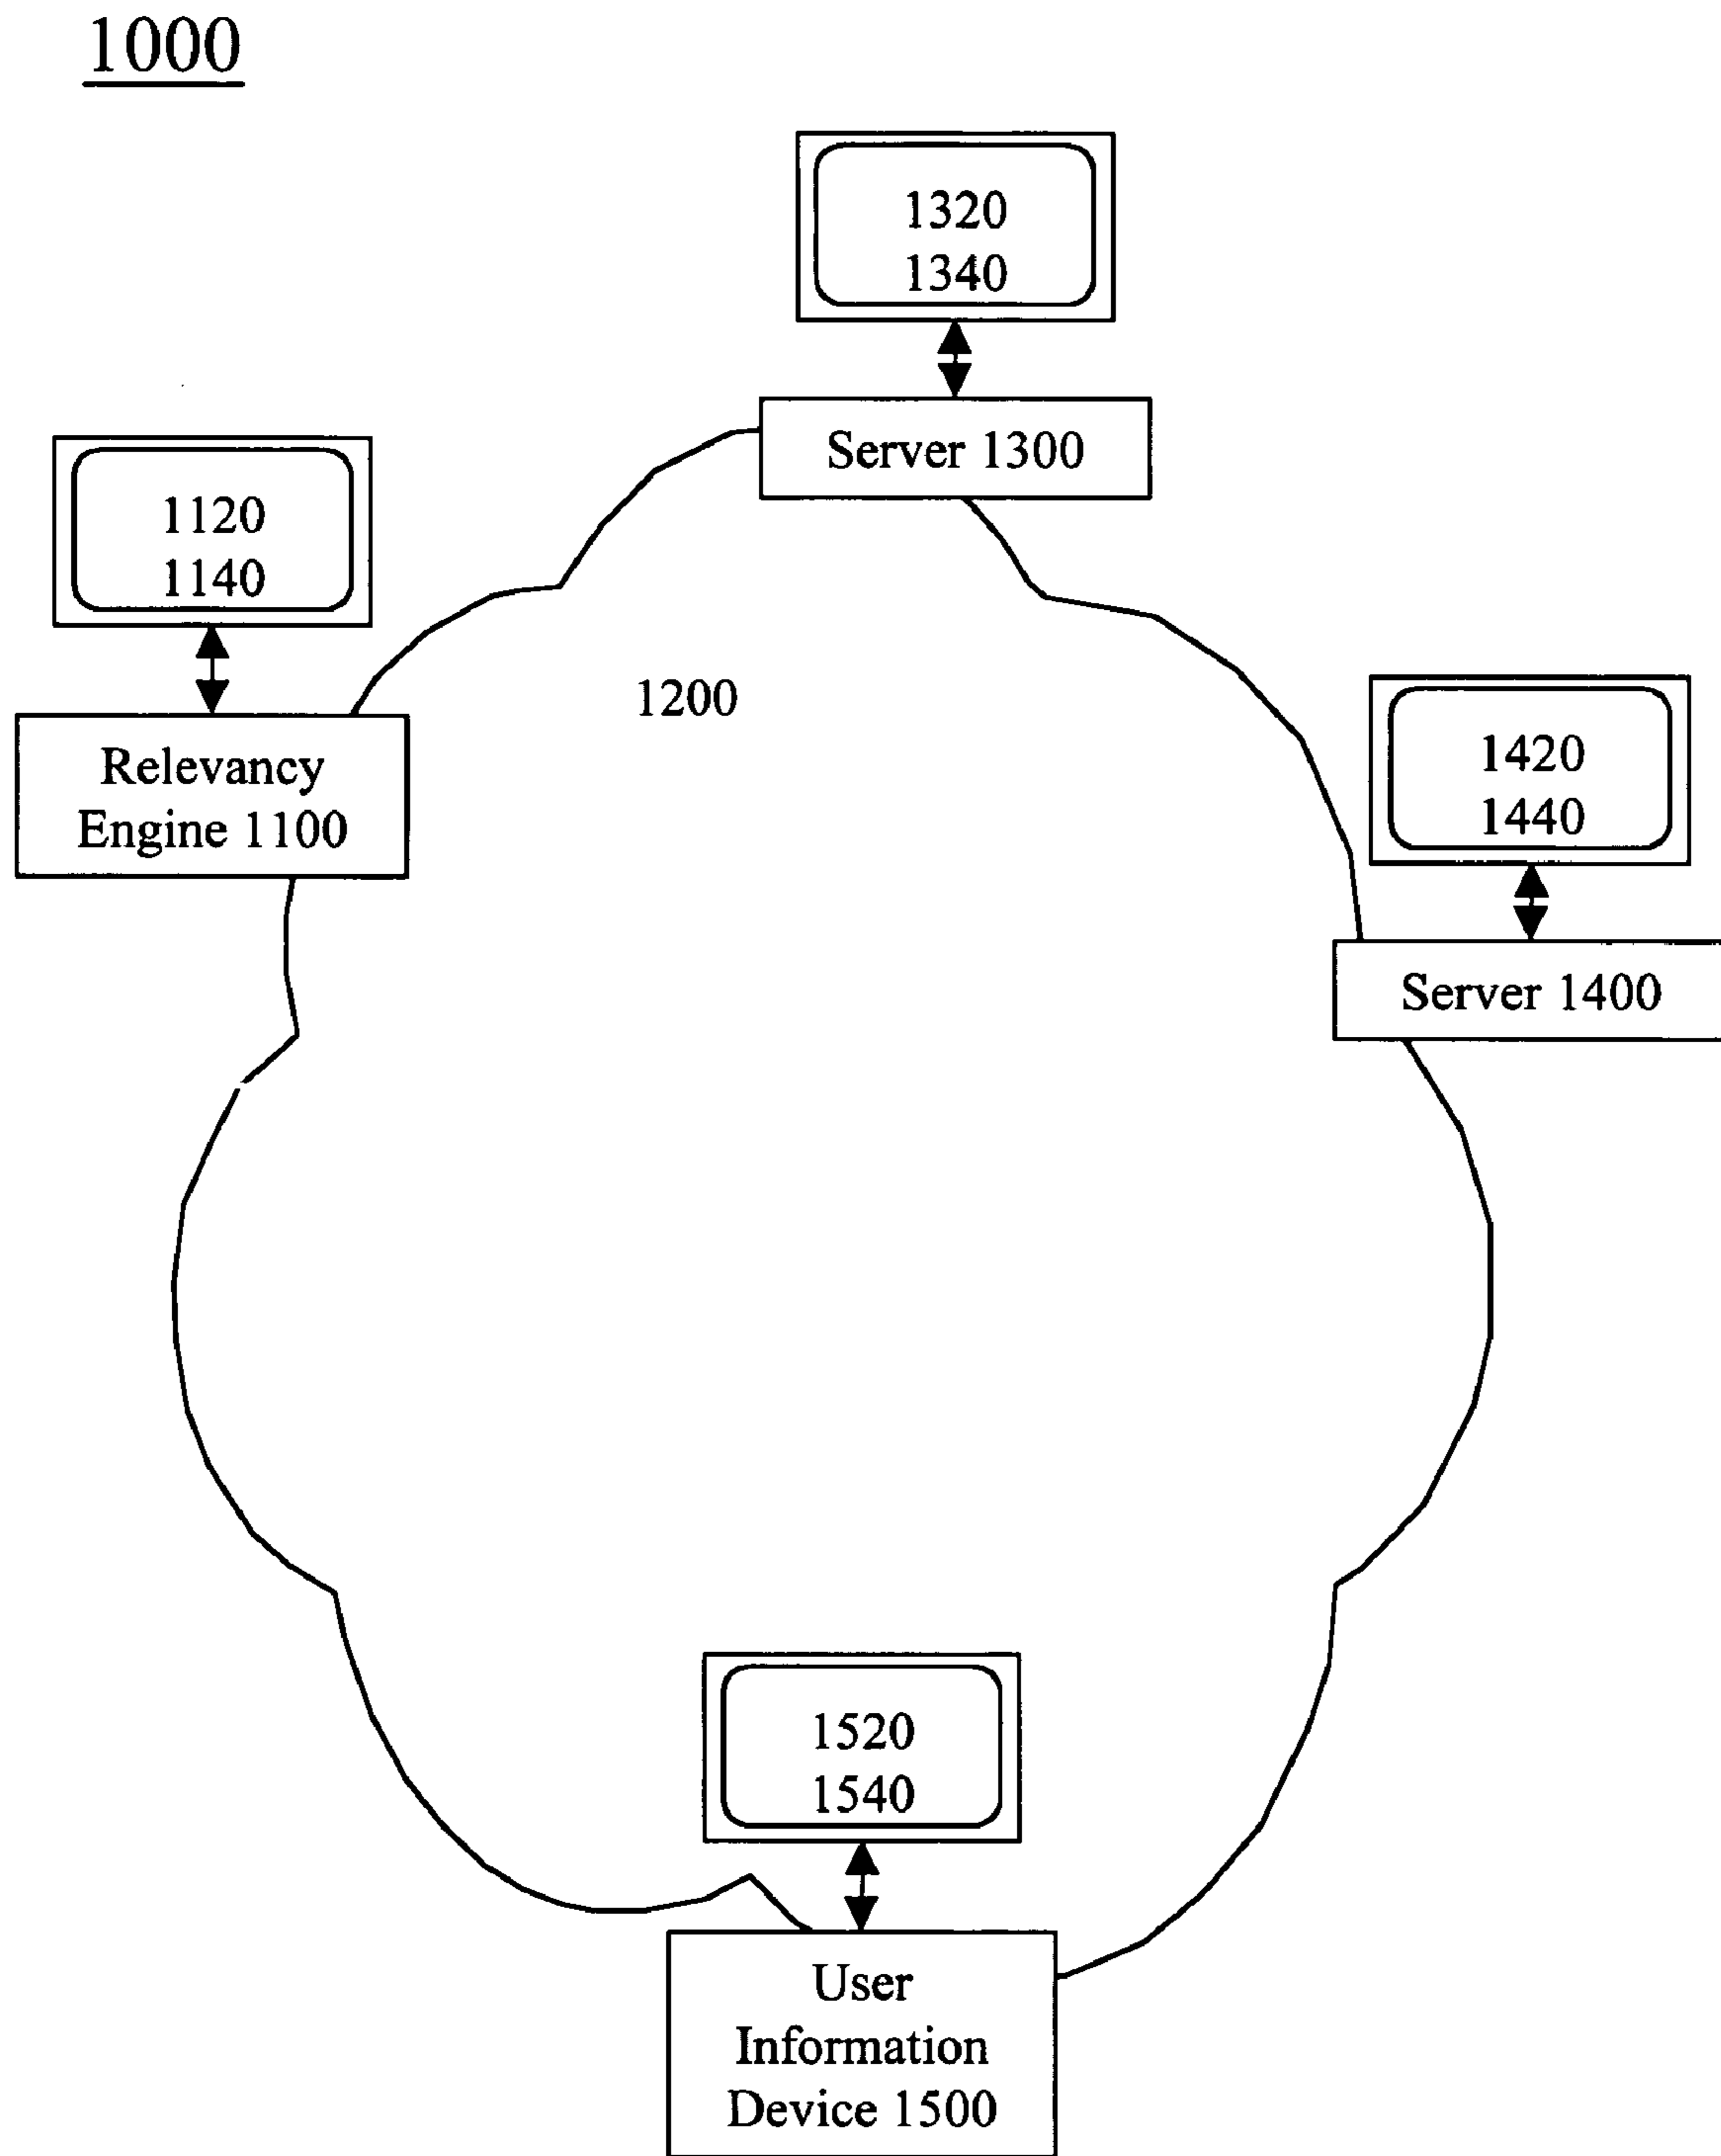 1000
1320
1340
Server 1300
1120
1140
Relevancy
Engine 1100
1200
1420
1440
Server 1400
1520
1540
User
Information
Device 1500